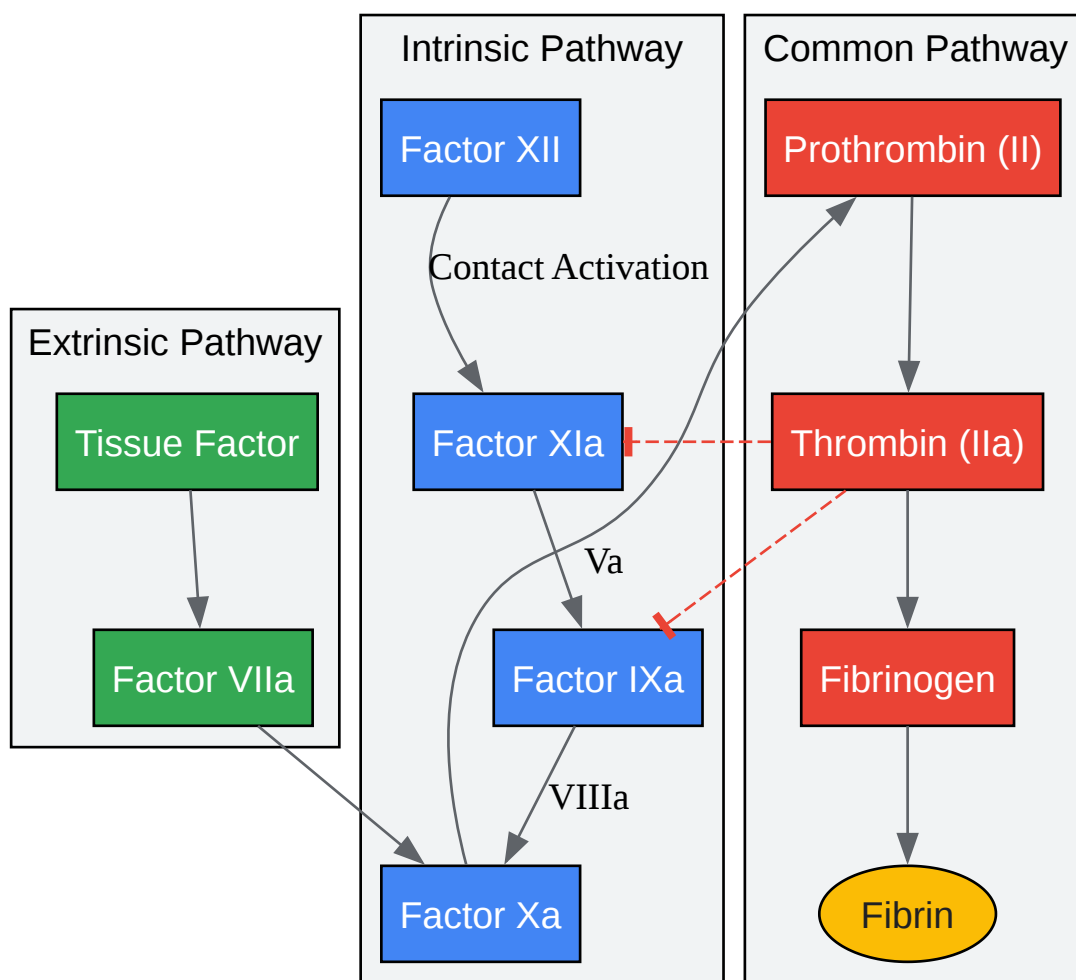 Intrinsic Pathway
Common Pathway
Factor XII
Prothrombin (II)
Contact Activation
Extrinsic Pathway
Tissue Factor
Factor XIa
Thrombin (IIa)
Va
Factor VIIa
Factor IXa
Fibrinogen
VIIIa
Factor Xa
Fibrin